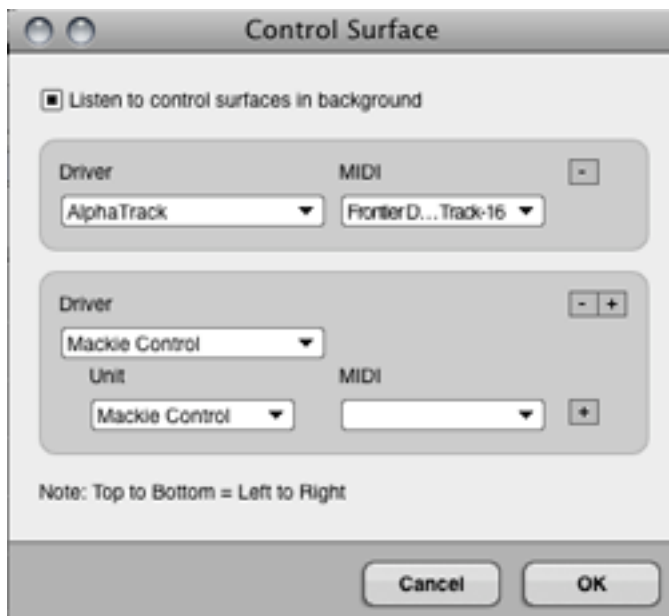 Control Surface
Listen to control surfaces in background
Driver MIDI -
AlphaTrack Frontier D...Track-16
Driver - +
Mackie Control
Unit MIDI
Mackie Control +
Note: Top to Bottom = Left to Right
Cancel OK